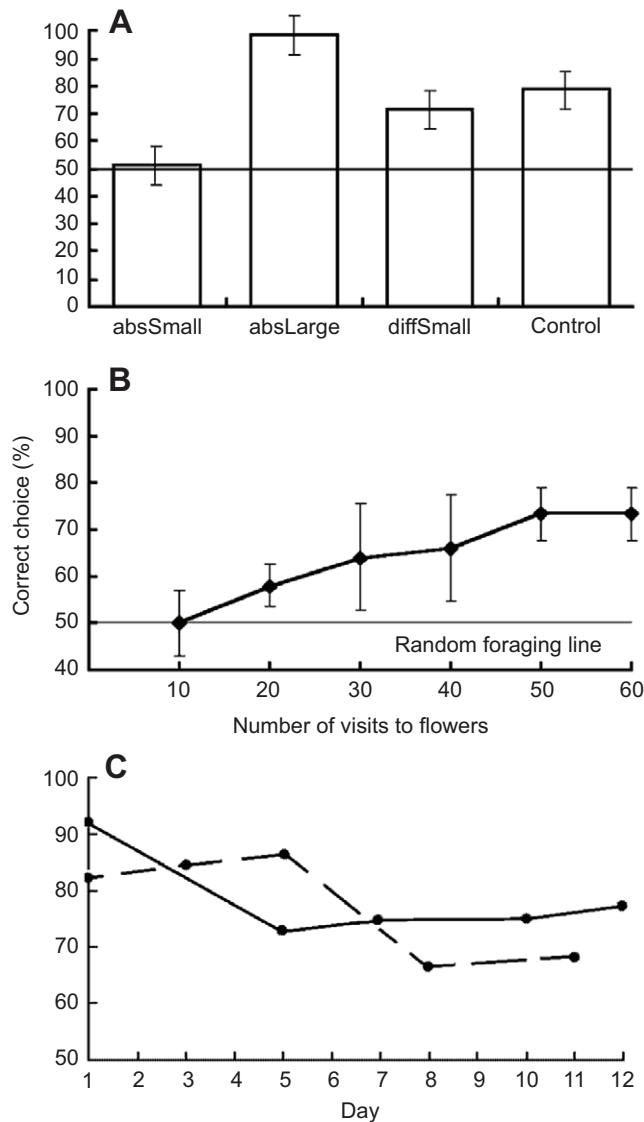 A
100
90
80
70
60
50
50
40
30
20
10
0
absSmall absLarge diffSmall Control
B
100
90
80
70
60
50
40
Correct choice (%)
Random foraging line
10 20 30 40 50 60
Number of visits to flowers
C
100
90
80
70
60
50
1 2 3 4 5 6 7 8 9 10 11 12
Day